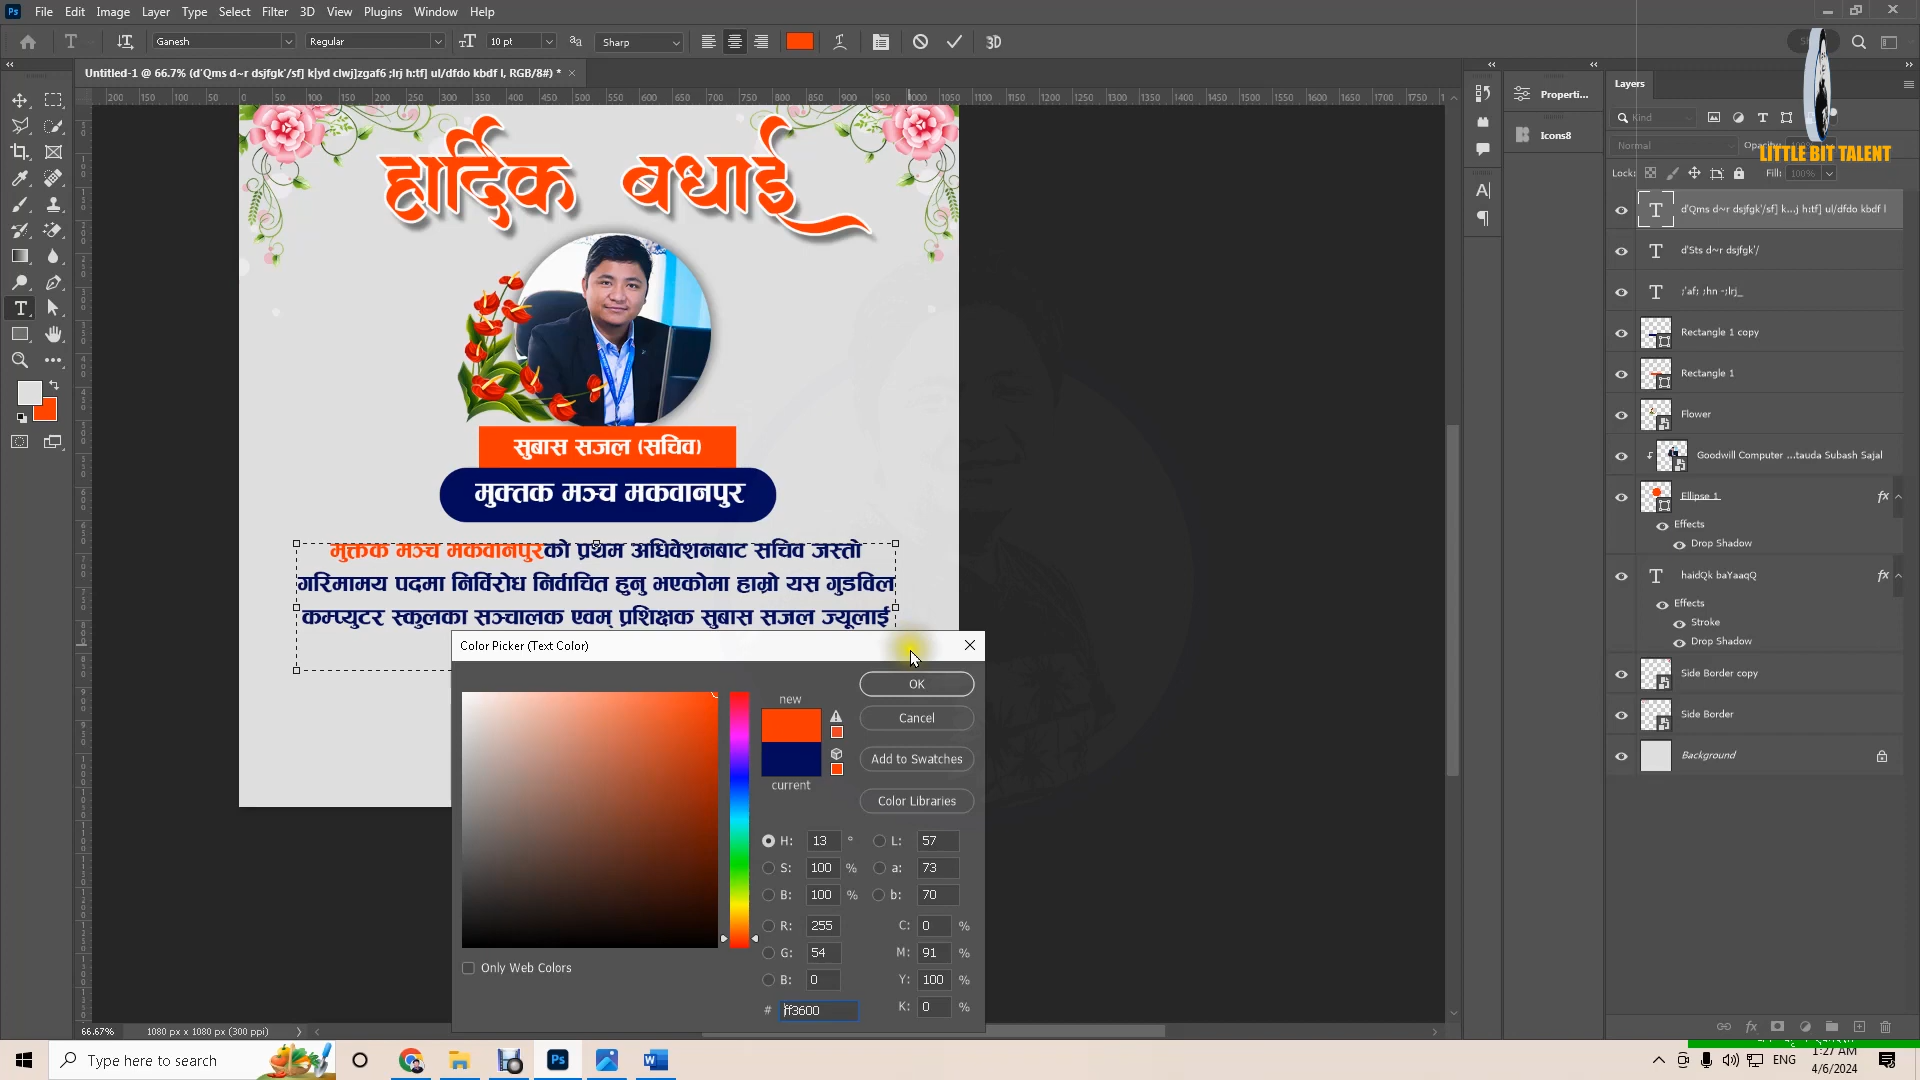 File Edit Image Layer Type Select Filter 3D View Plugins Window Help
Ganesh Regular 10 pt Sharp 3D
Untitled-1 @ 66.7% (d'Qms d~r dsjfgk'/sf] k|yd clwj]zgaf6 ;lrj h:tf] ul/dfdo kbdf l, RGB/8#) *
हार्दिक बधाई
सुबास सजल (सचिव)
मुक्तक मञ्च मकवानपुर
मुक्तक मञ्च मकवानपुरको प्रथम अधिवेशनबाट सचिव जस्तो
गरिमामय पदमा निर्विरोध निर्वाचित हुनु भएकोमा हाम्रो यस गुडविल
कम्प्युटर स्कुलका सञ्चालक एवम् प्रशिक्षक सुबास सजल ज्यूलाई
Color Picker (Text Color)
new
current
OK
Cancel
Add to Swatches
Color Libraries
H: 13 °
S: 100 %
B: 100 %
R: 255
G: 54
B: 0
L: 57
a: 73
b: 70
C: 0 %
M: 91 %
Y: 100 %
K: 0 %
# ff3600
Only Web Colors
Properti...
Icons8
Layers
LITTLE BIT TALENT
Kind
Normal Opacity:
Lock: Fill: 100%
d'Qms d~r dsjfgk'/sf] k...j h:tf] ul/dfdo kbdf l
d'Sts d~r dsjfgk'/
;'af; ;hn -;lrj_
Rectangle 1 copy
Rectangle 1
Flower
Goodwill Computer ...tauda Subash Sajal
Ellipse 1
Effects
Drop Shadow
haidQk baYaaqQ
Effects
Stroke
Drop Shadow
Side Border copy
Side Border
Background
66.67% 1080 px x 1080 px (300 ppi)
Type here to search
ENG
1:27 AM
4/6/2024